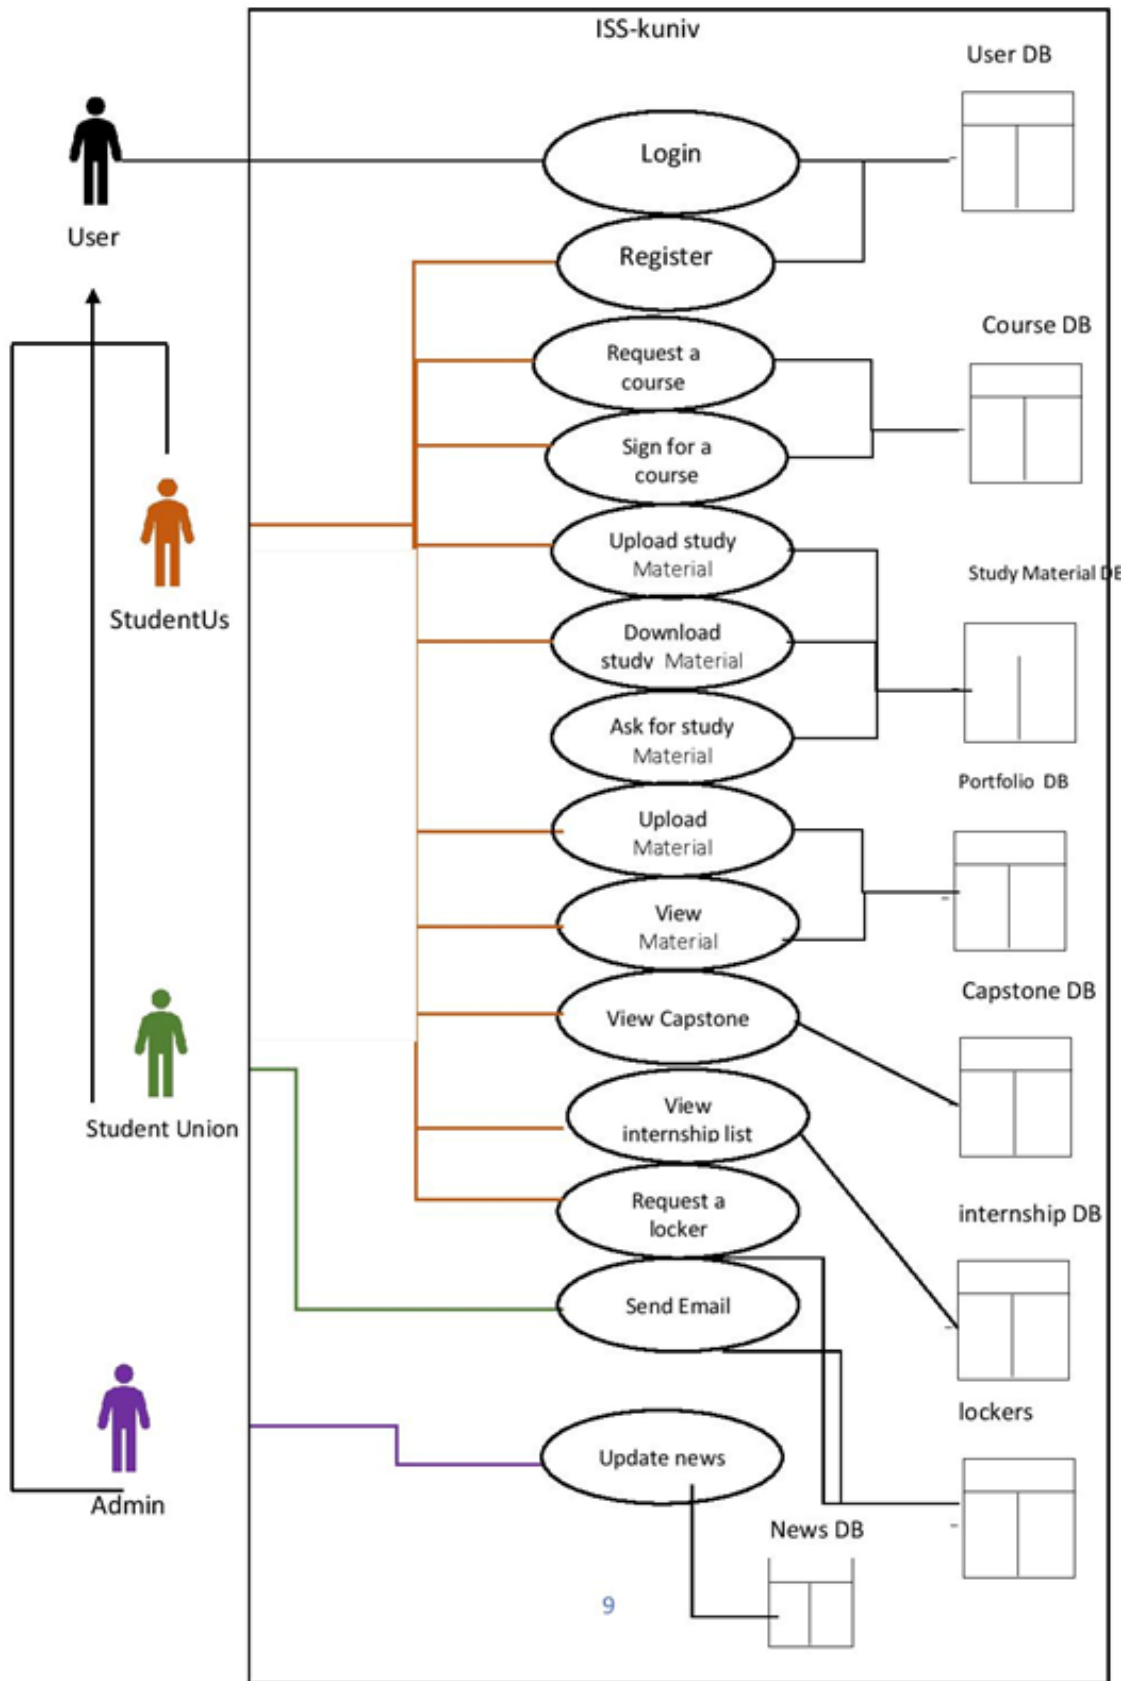 ISS-kuniv
User DB
Login
User
Register
Course DB
Request a
course
Sign for a
course
Upload study
Material
Study Material DB
StudentUs
Download
study Material
Ask for study
Material
Portfolio DB
Upload
Material
View
Material
Capstone DB
View Capstone
View
internship list
Student Union
Request a
locker
internship DB
Send Email
lockers
Update news
Admin
News DB
9